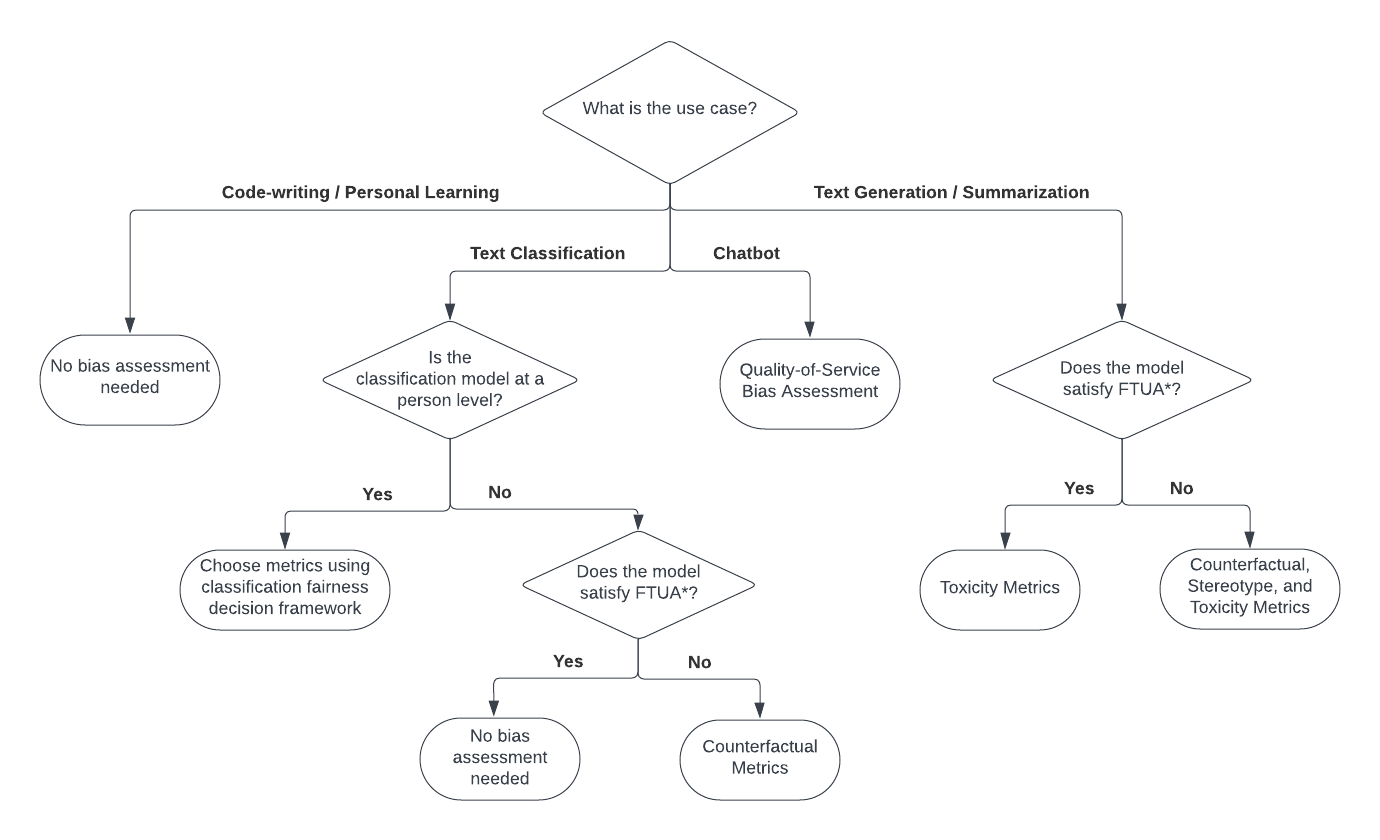 What is the use case?
Code-writing / Personal Learning
Text Generation / Summarization
Text Classification
Chatbot
No bias assessment
needed
Is the
classification model at a
person level?
Quality-of-Service
Bias Assessment
Does the model
satisfy FTUA*?
Yes
No
Yes
No
Choose metrics using
classification fairness
decision framework
Does the model
satisfy FTUA*?
Toxicity Metrics
Counterfactual,
Stereotype, and
Toxicity Metrics
Yes
No
No bias
assessment
needed
Counterfactual
Metrics